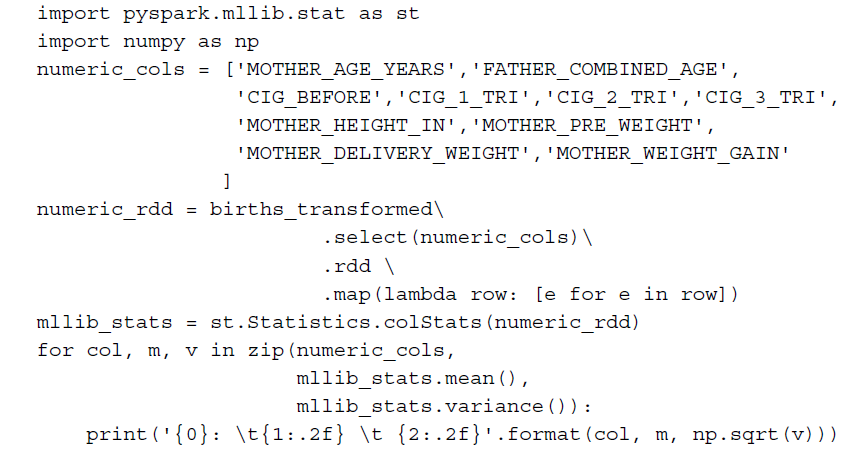 import pyspark.mllib.stat as st
import numpy as np
numeric_cols = ['MOTHER_AGE_YEARS','FATHER_COMBINED_AGE',
                'CIG_BEFORE','CIG_1_TRI','CIG_2_TRI','CIG_3_TRI',
                'MOTHER_HEIGHT_IN','MOTHER_PRE_WEIGHT',
                'MOTHER_DELIVERY_WEIGHT','MOTHER_WEIGHT_GAIN'
               ]
numeric_rdd = births_transformed\
                       .select(numeric_cols)\
                       .rdd \
                       .map(lambda row: [e for e in row])
mllib_stats = st.Statistics.colStats(numeric_rdd)
for col, m, v in zip(numeric_cols,
                     mllib_stats.mean(),
                     mllib_stats.variance()):
    print('{0}: \t{1:.2f} \t {2:.2f}'.format(col, m, np.sqrt(v)))